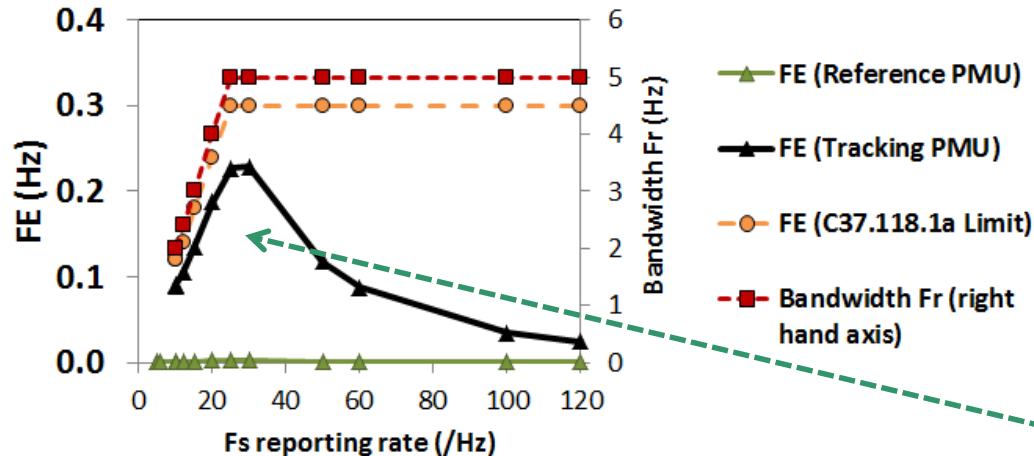 0.4
0.3
0.2
0.1
0.0
FE (Hz)
0
20
40
60
80
100
120
Fs reporting rate (/Hz)
6
5
4
3
2
1
0
Bandwidth Fr (Hz)
FE (Reference PMU)
FE (Tracking PMU)
FE (C37.118.1a Limit)
Bandwidth Fr (right
hand axis)